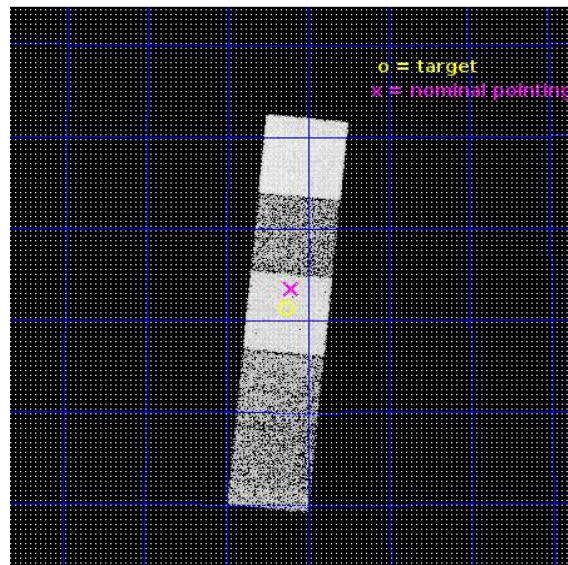 o = target
x = nominal pointing